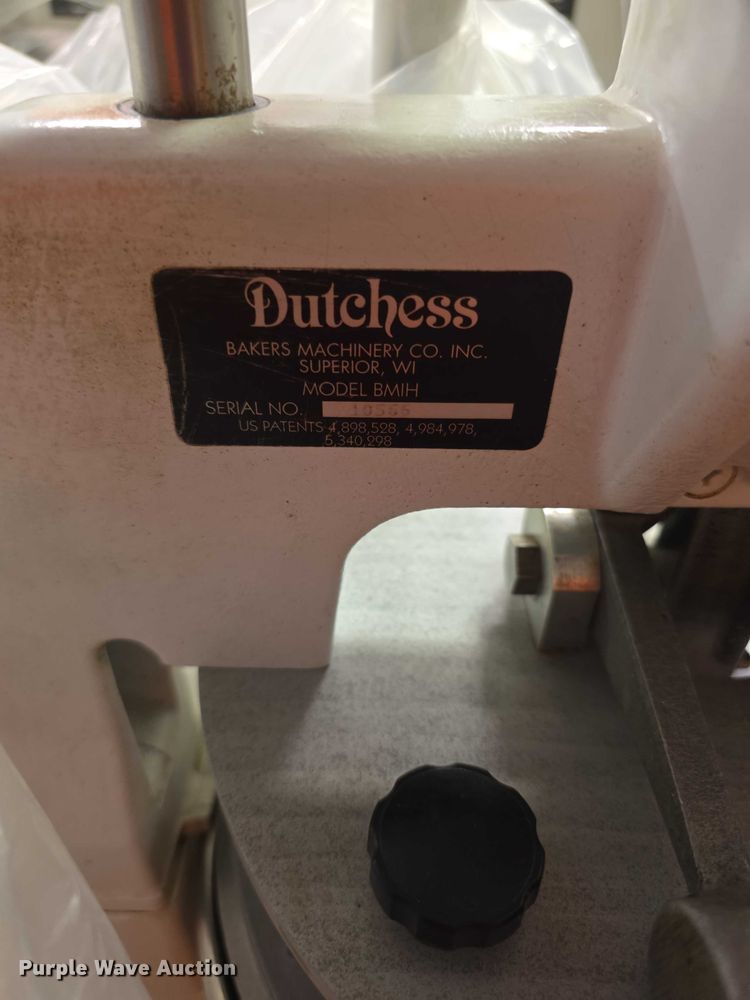 Dutchess
BAKERS MACHINERY CO. INC.
SUPERIOR, WI
MODEL BMIH
SERIAL NO.
US PATENTS 4,898,528, 4,984,978,
5,340,298
Purple Wave Auction